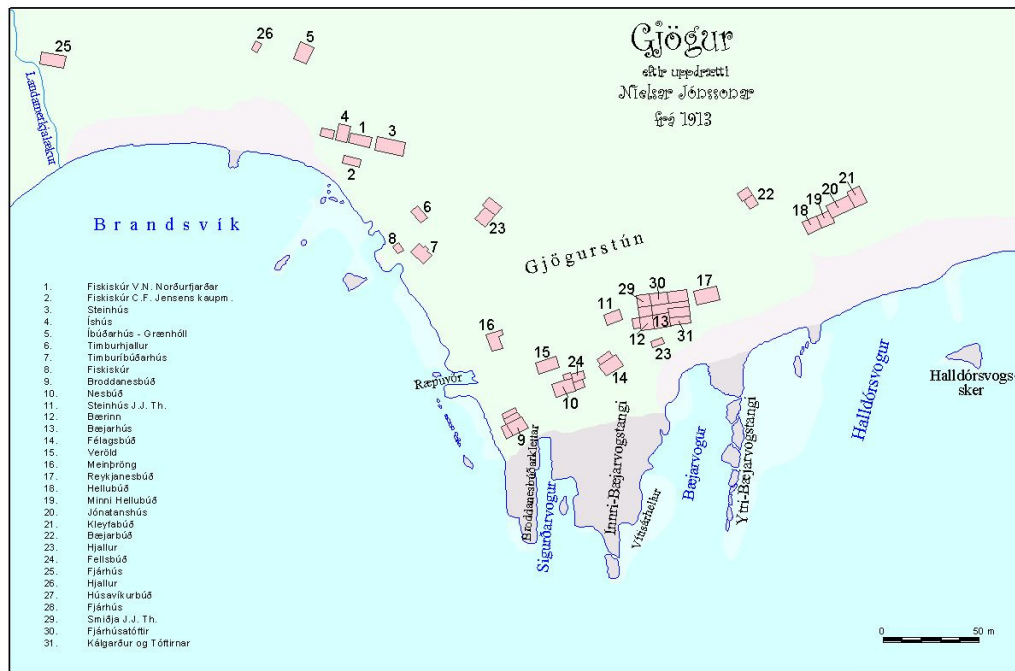 Gjögur
eftir uppdrætti
Níelsar Jónssonar
frá 1913
25
26
5
Landamerkjalækur
4
1
3
2
Brandsvík
6
23
8
7
22
18
19
20
21
Gjögurstún
29
30
17
11
12
13
31
23
16
15
24
14
10
9
Ræpuvör
Broddanesbúðarklettar
Sigurðarvogur
Innri-Bæjarvogstangi
Vítisárhellur
Bæjarvogur
Ytri-Bæjarvogstangi
Halldórsvogur
Halldórsvogs-
sker
1. Fiskiskúr V.N. Norðurfjarðar
2. Fiskiskúr C.F. Jensens kaupm.
3. Steinhús
4. Íshús
5. Íbúðarhús - Grænhóll
6. Timburhjallur
7. Timburíbúðarhús
8. Fiskiskúr
9. Broddanesbúð
10. Nesbúð
11. Steinhús J.J. Th.
12. Bærinn
13. Bæjarhús
14. Félagsbúð
15. Veröld
16. Meinþröng
17. Reykjanesbúð
18. Hellubúð
19. Minni Hellubúð
20. Jónatanshús
21. Kleyfabúð
22. Bæjarbúð
23. Hjallur
24. Fellsbúð
25. Fjárhús
26. Hjallur
27. Húsavíkurbúð
28. Fjárhús
29. Smiðja J.J. Th.
30. Fjárhúsatóftir
31. Kálgarður og Tóftirnar
0 50 m